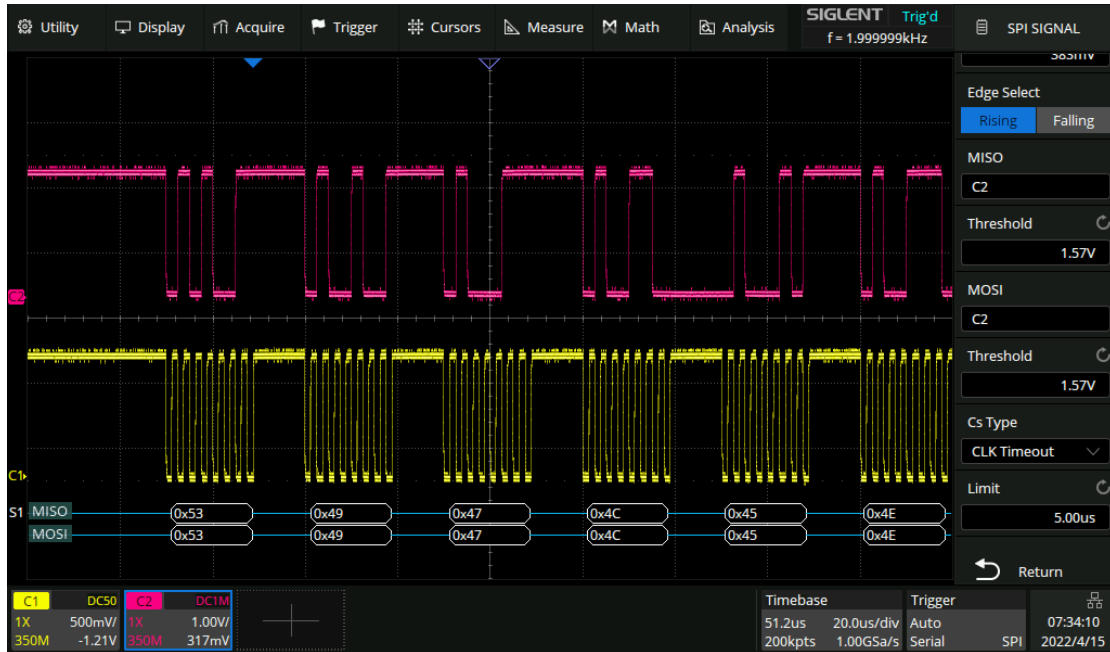 Utility Display Acquire Trigger Cursors Measure Math Analysis SIGLENT Trig'd
f = 1.999999kHz
SPI SIGNAL
383mV
Edge Select
Rising Falling
MISO
C2
Threshold
1.57V
MOSI
C2
Threshold
1.57V
Cs Type
CLK Timeout
Limit
5.00us
Return
C2
C1
S1 MISO 0x53 0x49 0x47 0x4C 0x45 0x4E
MOSI 0x53 0x49 0x47 0x4C 0x45 0x4E
C1 DC50 C2 DC1M Timebase Trigger
1X 500mV/ 1X 1.00V/ 51.2us 20.0us/div Auto 07:34:10
350M -1.21V 350M 317mV 200kpts 1.00GSa/s Serial SPI 2022/4/15